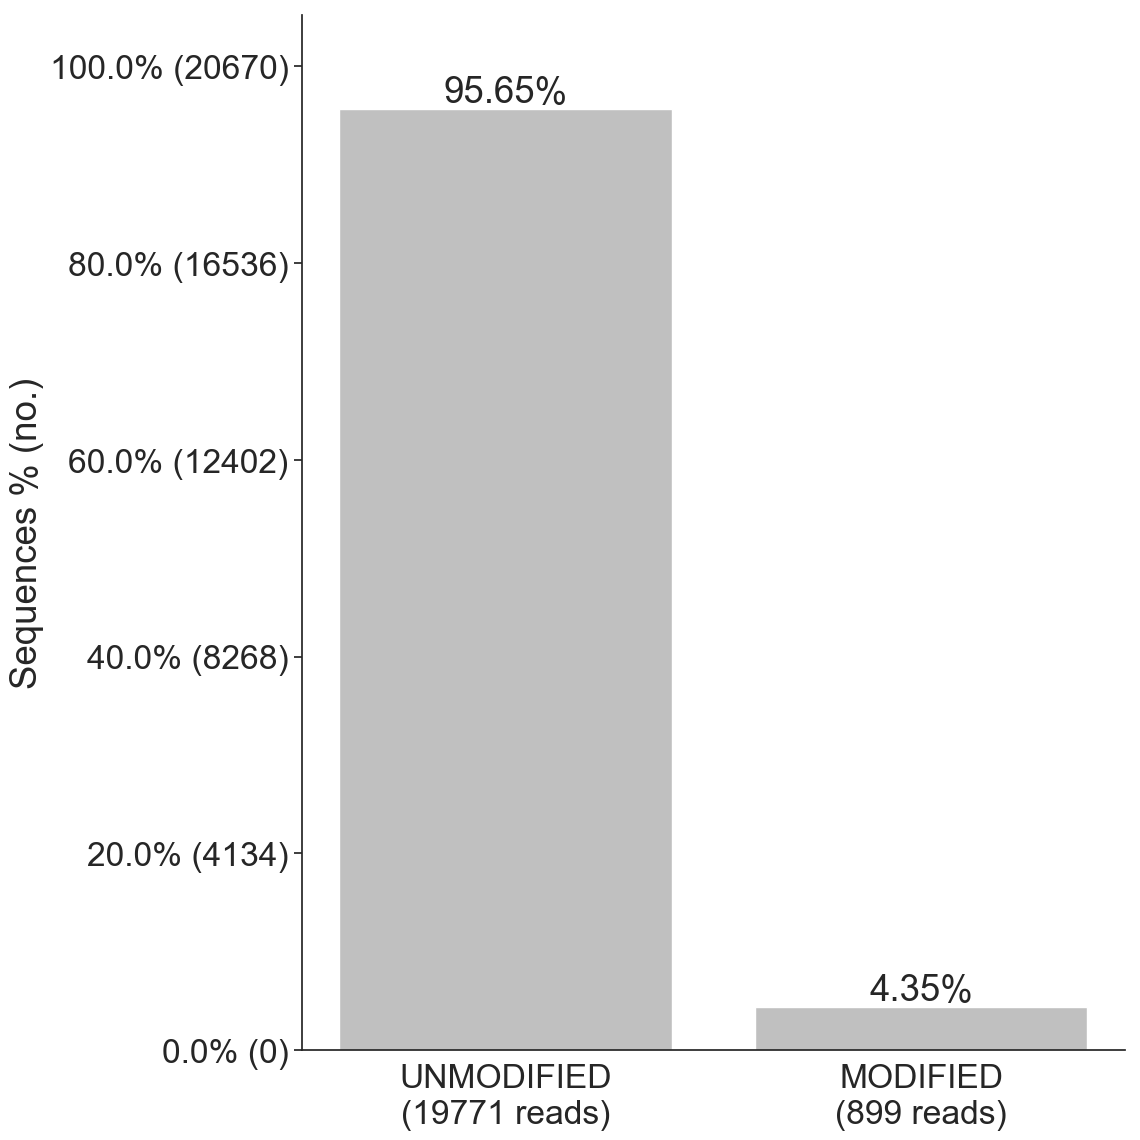 Sequences % (no.)
100.0% (20670)
80.0% (16536)
60.0% (12402)
40.0% (8268)
20.0% (4134)
0.0% (0)
95.65%
4.35%
UNMODIFIED
(19771 reads)
MODIFIED
(899 reads)